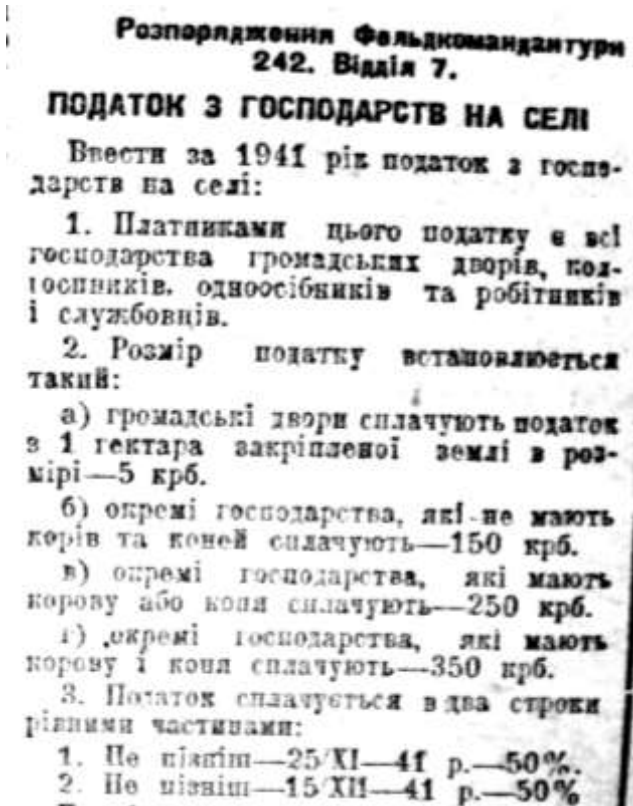 Розпорядження Фельдкомандантури
242. Відділ 7.
ПОДАТОК З ГОСПОДАРСТВ НА СЕЛІ
Ввести за 1941 рік податок з госпо-
дарств на селі:
1. Платниками цього податку є всі
господарства громадських дворів, кол-
госпників. одноосібників та робітників
і службовців.
2. Розмір податку встановлюється
такий:
а) громадські двори сплачують податок
з 1 гектара закріпленої землі в роз-
мірі—5 крб.
б) окремі господарства, які не мають
корів та коней сплачують—150 крб.
в) окремі господарства, які мають
корову або коня сплачують—250 крб.
г) окремі господарства, які мають
корову і коня сплачують—350 крб.
3. Податок сплачується в два строки
рівними частинами:
1. Не пізніш—25/XI—41 р.—50%.
2. Не пізніш—15/XII—41 р.—50%